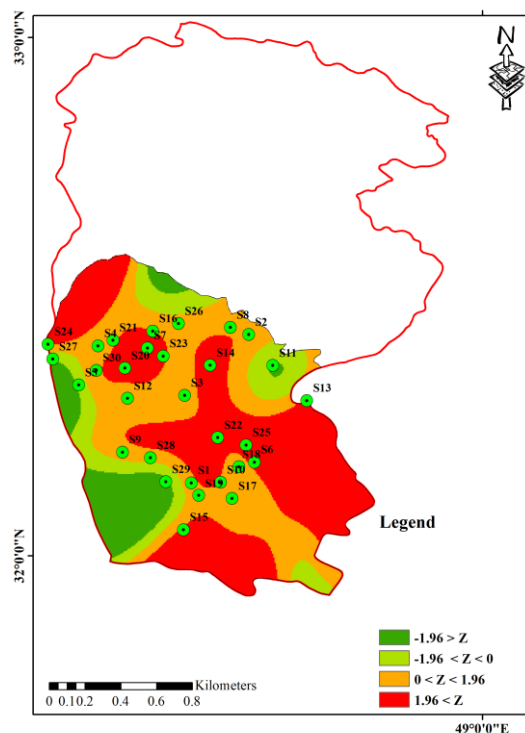 33°0'0"N
N
S24
S27
S4
S21
S16
S7
S26
S8
S2
S30
S20
S23
S14
S11
S5
S12
S3
S13
S22
S25
S9
S28
S18
S6
S29
S1
S10
S19
S17
S15
Legend
32°0'0"N
-1.96 > Z
-1.96 < Z < 0
0 < Z < 1.96
1.96 < Z
Kilometers
0 0.10.2 0.4 0.6 0.8
49°0'0"E